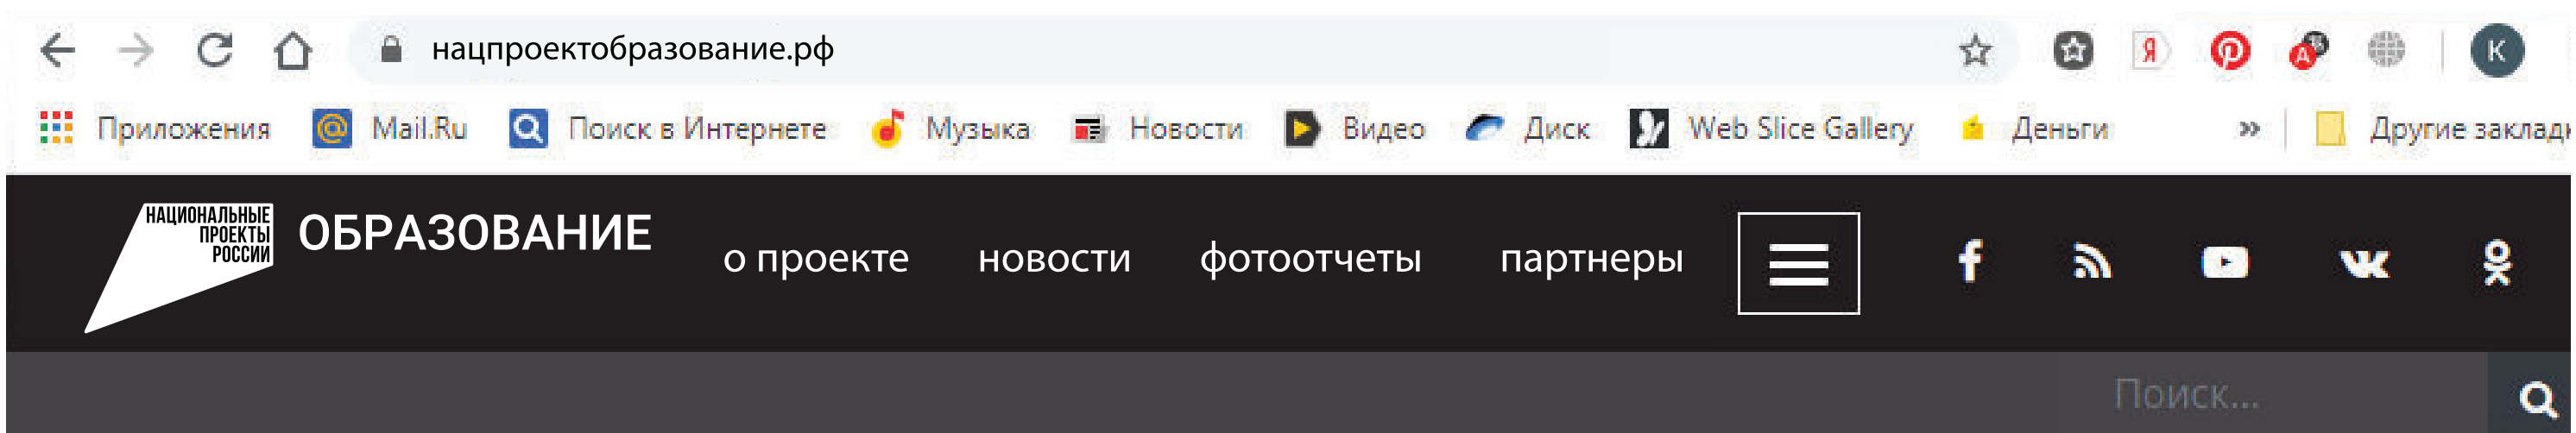 нацпроектобразование.рф
К
Приложения Mail.Ru Поиск в Интернете Музыка Новости Видео Диск Web Slice Gallery Деньги » Другие заклад
НАЦИОНАЛЬНЫЕ
ПРОЕКТЫ
РОССИИ
ОБРАЗОВАНИЕ
о проекте новости фотоотчеты партнеры
Поиск...